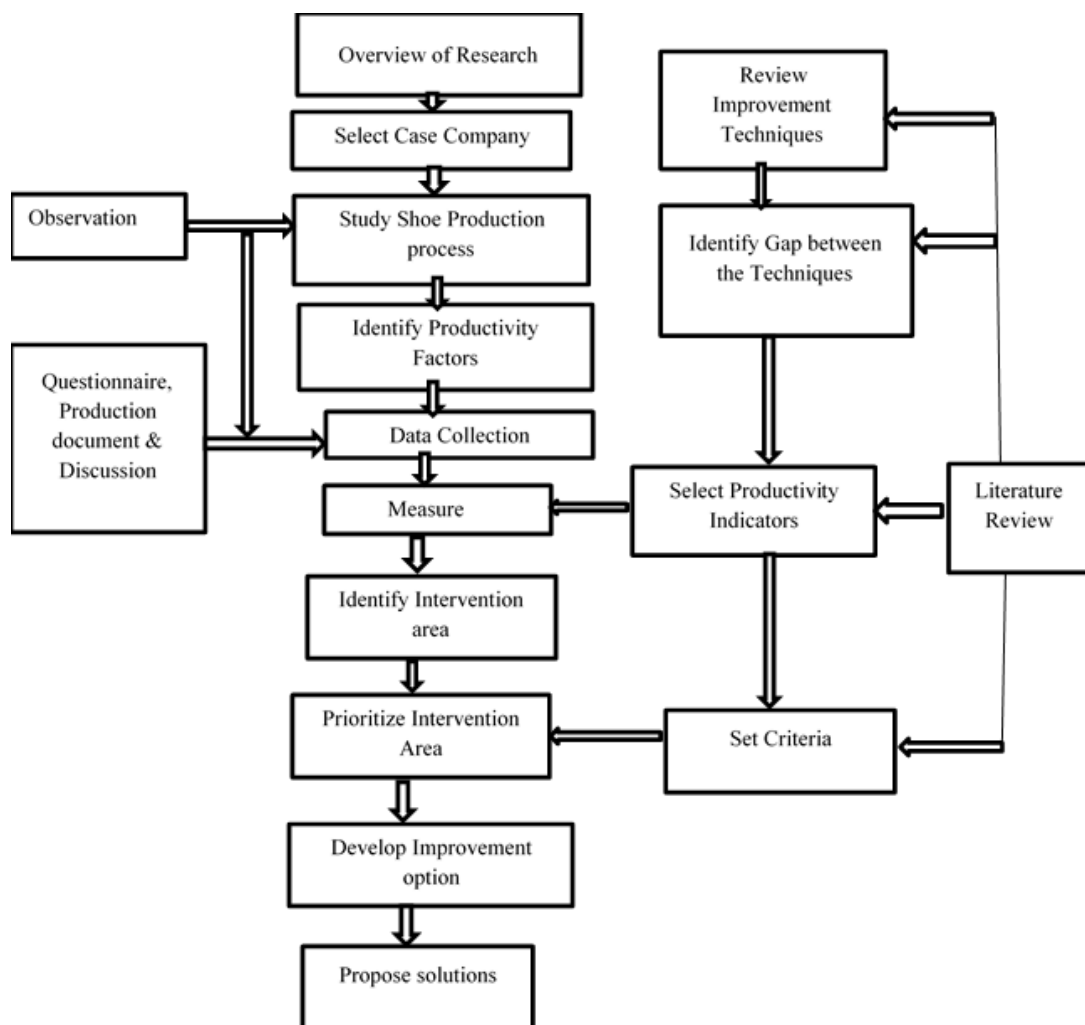 Overview of Research
Select Case Company
Study Shoe Production
process
Identify Productivity
Factors
Data Collection
Measure
Identify Intervention
area
Prioritize Intervention
Area
Develop Improvement
option
Propose solutions
Observation
Questionnaire,
Production
document &
Discussion
Review
Improvement
Techniques
Identify Gap between
the Techniques
Select Productivity
Indicators
Set Criteria
Literature
Review